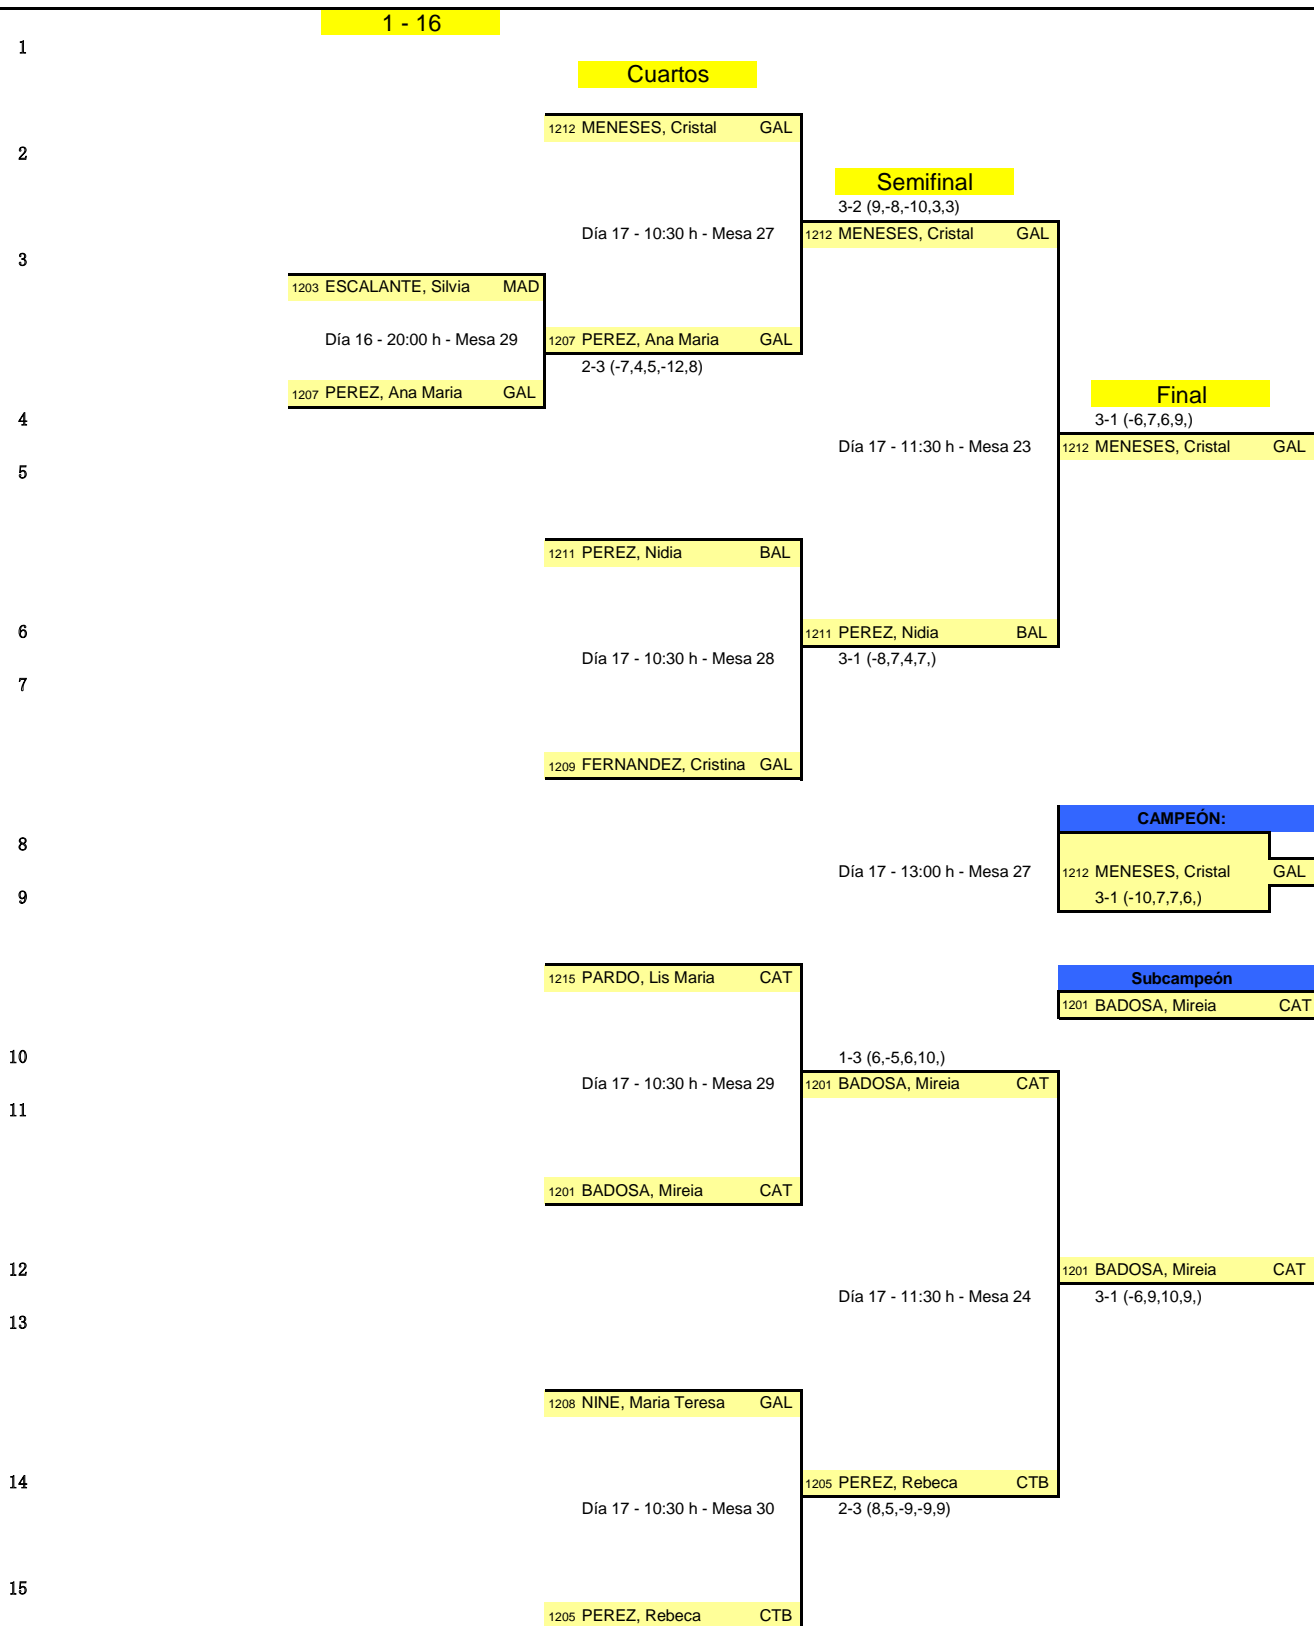 1 - 16
1
Cuartos
1212 MENESES, Cristal GAL
2
Semifinal
3-2 (9,-8,-10,3,3)
Día 17 - 10:30 h - Mesa 27
1212 MENESES, Cristal GAL
3
1203 ESCALANTE, Silvia MAD
Día 16 - 20:00 h - Mesa 29
1207 PEREZ, Ana Maria GAL
2-3 (-7,4,5,-12,8)
1207 PEREZ, Ana Maria GAL
Final
4
3-1 (-6,7,6,9,)
Día 17 - 11:30 h - Mesa 23
1212 MENESES, Cristal GAL
5
1211 PEREZ, Nidia BAL
6
1211 PEREZ, Nidia BAL
Día 17 - 10:30 h - Mesa 28
3-1 (-8,7,4,7,)
7
1209 FERNANDEZ, Cristina GAL
CAMPEÓN:
8
Día 17 - 13:00 h - Mesa 27
1212 MENESES, Cristal GAL
9
3-1 (-10,7,7,6,)
1215 PARDO, Lis Maria CAT
Subcampeón
1201 BADOSA, Mireia CAT
10
1-3 (6,-5,6,10,)
Día 17 - 10:30 h - Mesa 29
1201 BADOSA, Mireia CAT
11
1201 BADOSA, Mireia CAT
12
1201 BADOSA, Mireia CAT
Día 17 - 11:30 h - Mesa 24
3-1 (-6,9,10,9,)
13
1208 NINE, Maria Teresa GAL
14
1205 PEREZ, Rebeca CTB
Día 17 - 10:30 h - Mesa 30
2-3 (8,5,-9,-9,9)
15
1205 PEREZ, Rebeca CTB